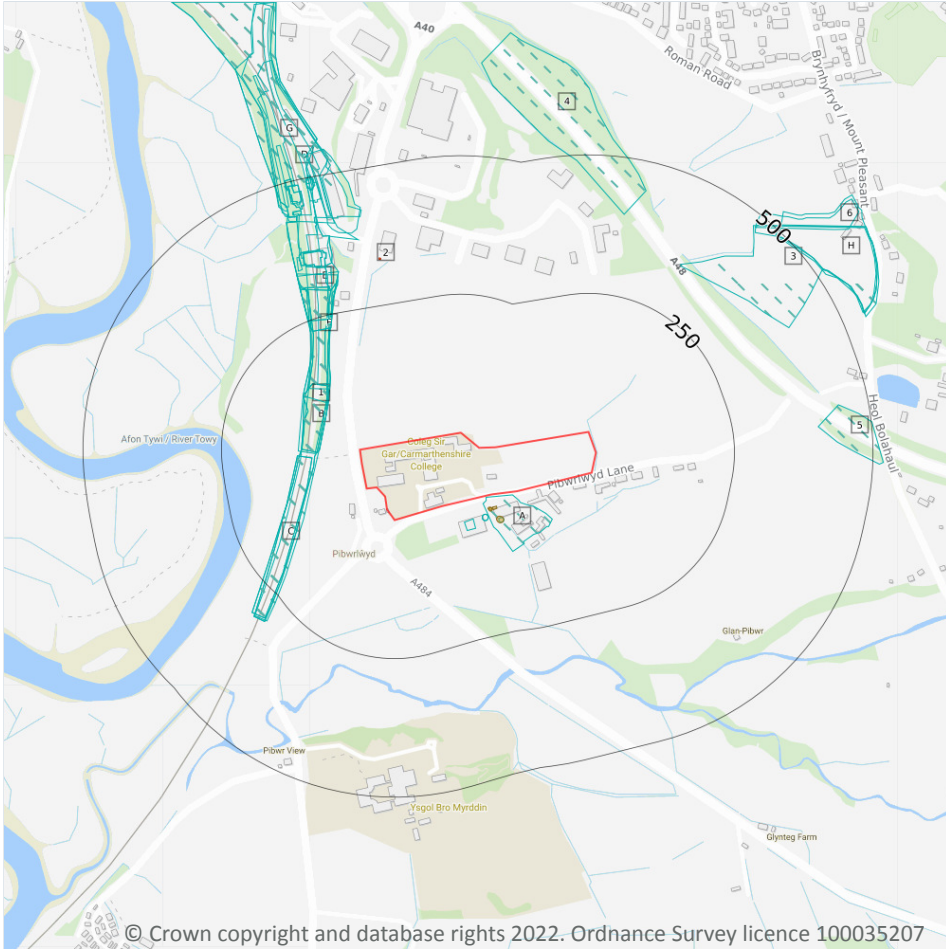 A40
Roman Road
Brynhyfryd / Mount Pleasant
4
G
D
6
500
H
3
2
A48
E
F
250
1
B
Heol Bolahaul
5
Afon Tywi / River Towy
Coleg Sir
Gar/Carmarthenshire
College
Pibwrlwyd Lane
A
C
Pibwrlwyd
A484
Glan-Pibwr
Pibwr View
Ysgol Bro Myrddin
Glynteg Farm
© Crown copyright and database rights 2022. Ordnance Survey licence 100035207